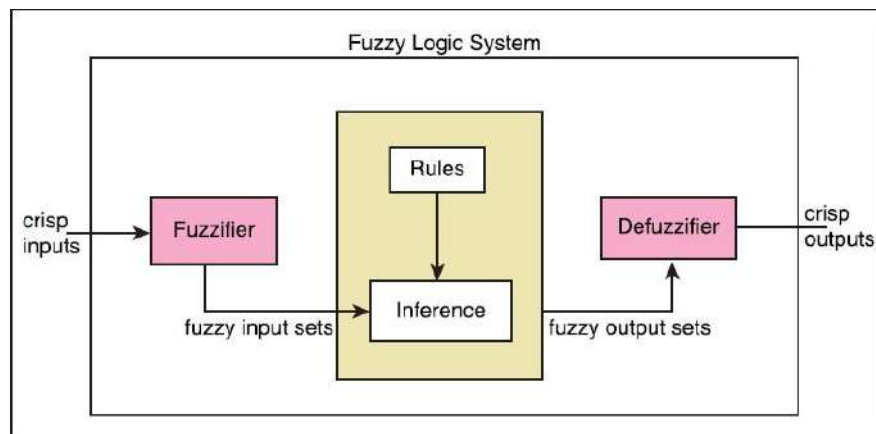 Fuzzy Logic System
Rules
crisp
inputs
Fuzzifier
Defuzzifier
crisp
outputs
Inference
fuzzy input sets
fuzzy output sets